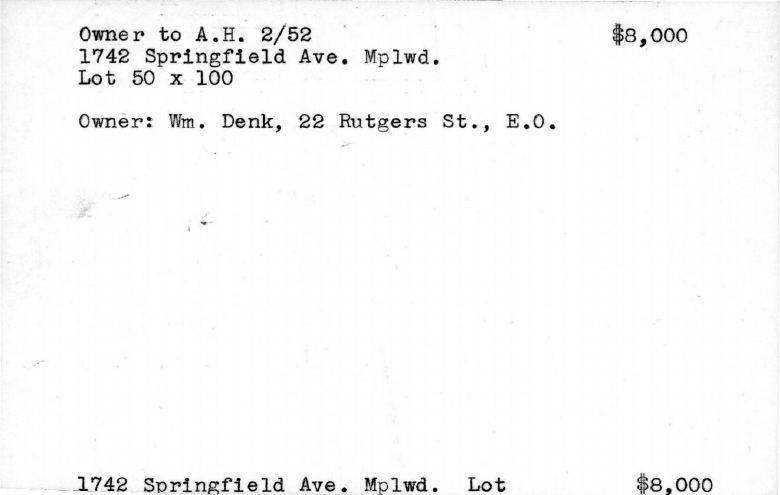 Owner to A.H. 2/52 $8,000
1742 Springfield Ave. Mplwd.
Lot 50 x 100
Owner: Wm. Denk, 22 Rutgers St., E.O.
1742 Springfield Ave. Mplwd. Lot $8,000